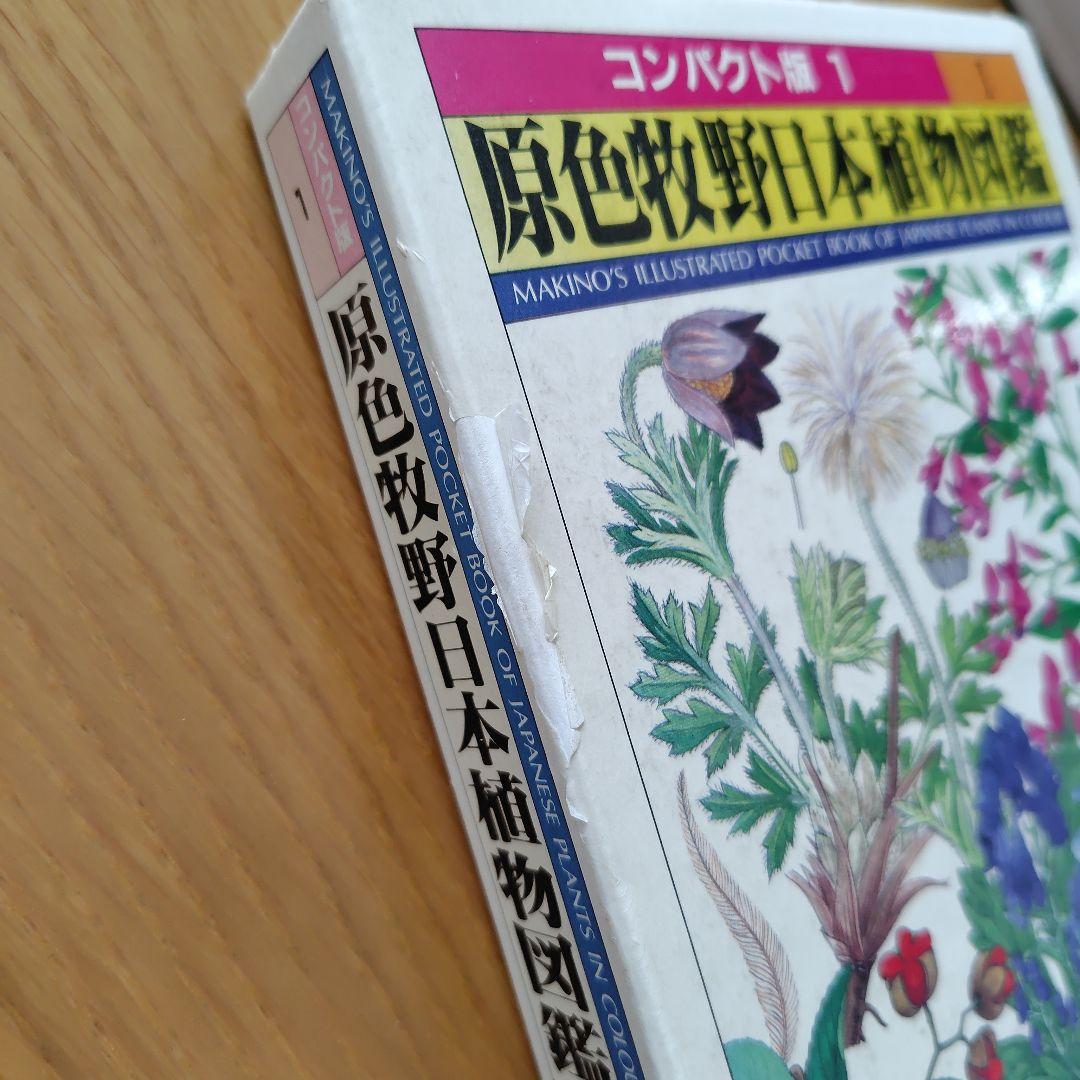 コンパクト版 1
I
原色牧野日本植物図鑑
MAKINO'S ILLUSTRATED POCKET BOOK OF JAPANESE PLANTS IN COLOUR
コンパクト版
1
原色牧野日本植物図鑑
MAKINO'S ILLUSTRATED POCKET BOOK OF JAPANESE PLANTS IN COLOU